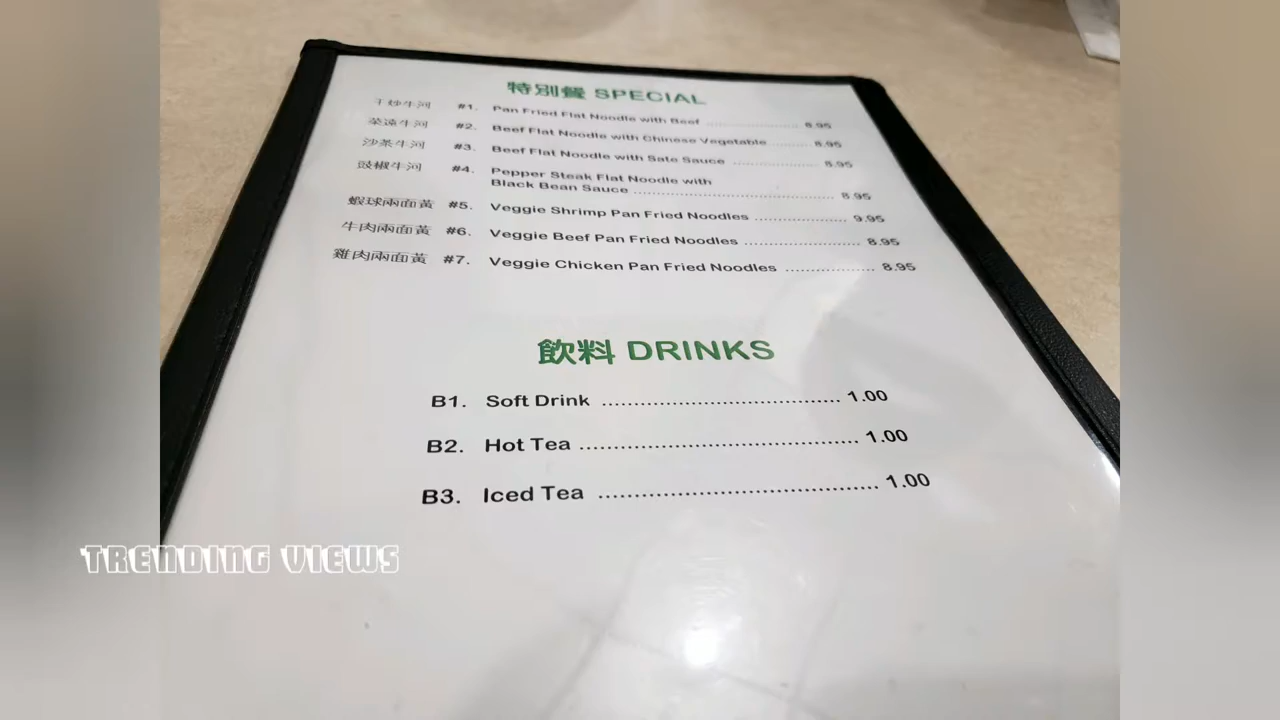 特別餐 SPECIAL
干炒牛河 #1. Pan Fried Flat Noodle with Beef ........................ 8.95
菜遠牛河 #2. Beef Flat Noodle with Chinese Vegetable ......... 8.95
沙茶牛河 #3. Beef Flat Noodle with Sate Sauce ..................... 8.95
豉椒牛河 #4. Pepper Steak Flat Noodle with
Black Bean Sauce ............................................. 8.95
蝦球兩面黃 #5. Veggie Shrimp Pan Fried Noodles ..................... 9.95
牛肉兩面黃 #6. Veggie Beef Pan Fried Noodles ........................ 8.95
雞肉兩面黃 #7. Veggie Chicken Pan Fried Noodles .................. 8.95
飲料 DRINKS
B1. Soft Drink ...................................... 1.00
B2. Hot Tea .......................................... 1.00
B3. Iced Tea ........................................ 1.00
TRENDING VIEWS